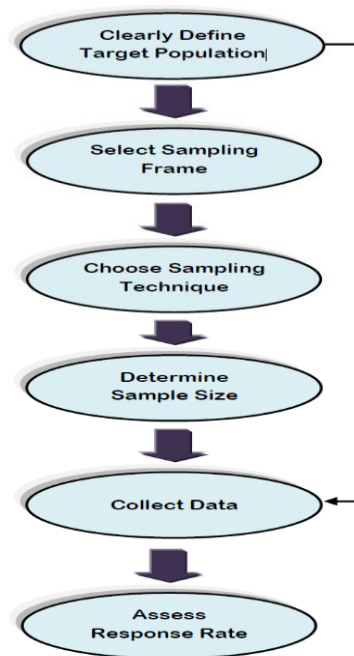 Clearly Define
Target Population
Select Sampling
Frame
Choose Sampling
Technique
Determine
Sample Size
Collect Data
Assess
Response Rate